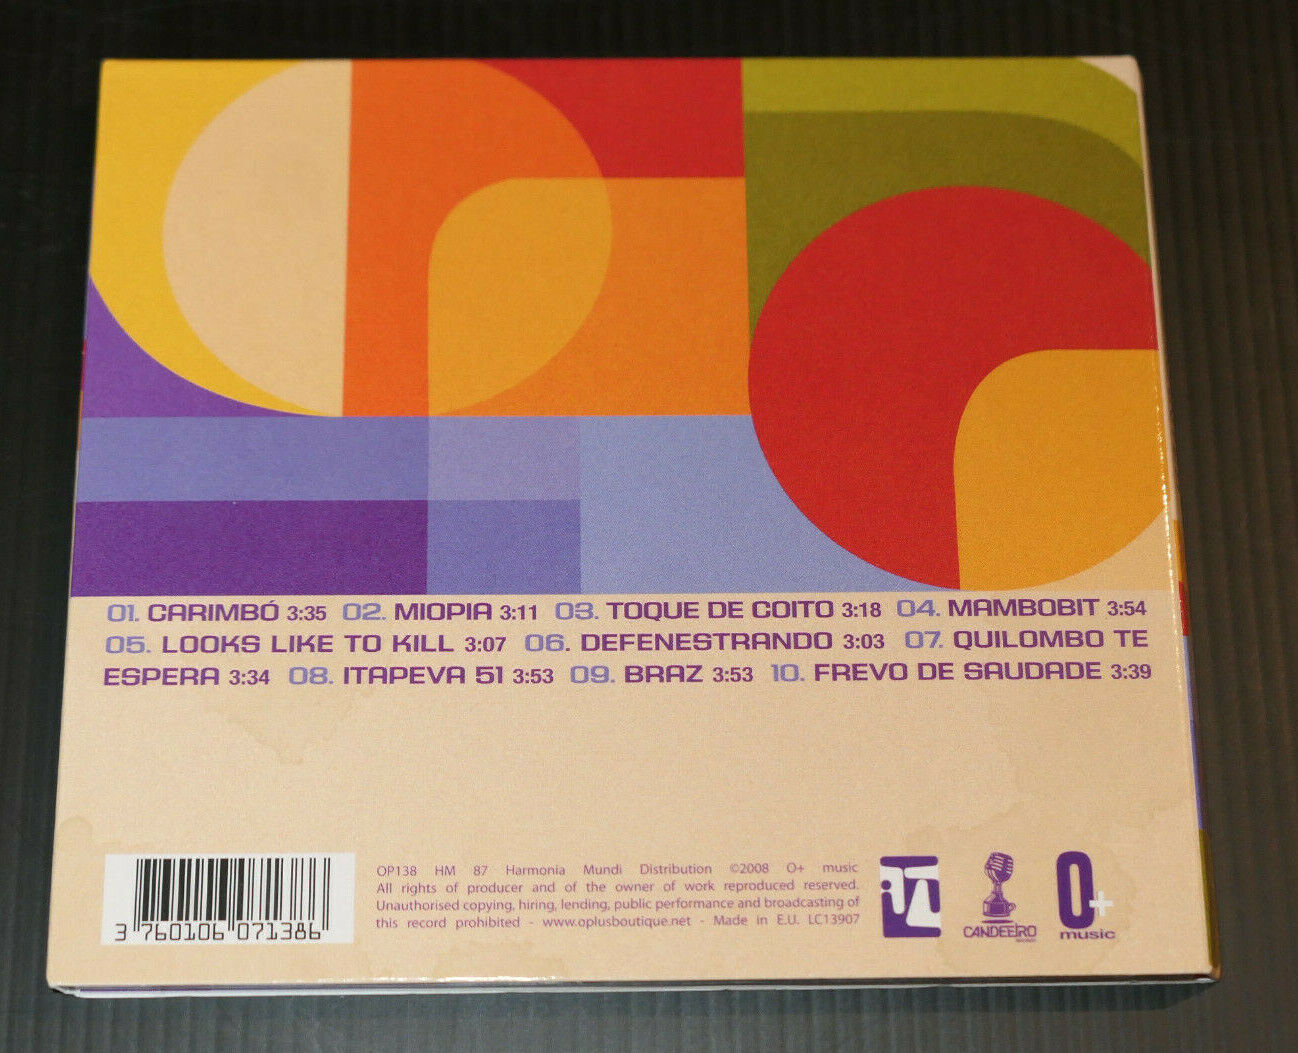 01. CARIMBÓ 3:35 02. MIOPIA 3:11 03. TOQUE DE COITO 3:18 04. MAMBOBIT 3:54
05. LOOKS LIKE TO KILL 3:07 06. DEFENESTRANDO 3:03 07. QUILOMBO TE
ESPERA 3:34 08. ITAPEVA 51 3:53 09. BRAZ 3:53 10. FREVO DE SAUDADE 3:39
OP138 HM 87 Harmonia Mundi Distribution ©2008 O+ music
All rights of producer and of the owner of work reproduced reserved.
Unauthorised copying, hiring, lending, public performance and broadcasting of
this record prohibited - www.oplusboutique.net - Made in E.U. LC13907
3 760106 071386
CANDEEIRO
O+
music